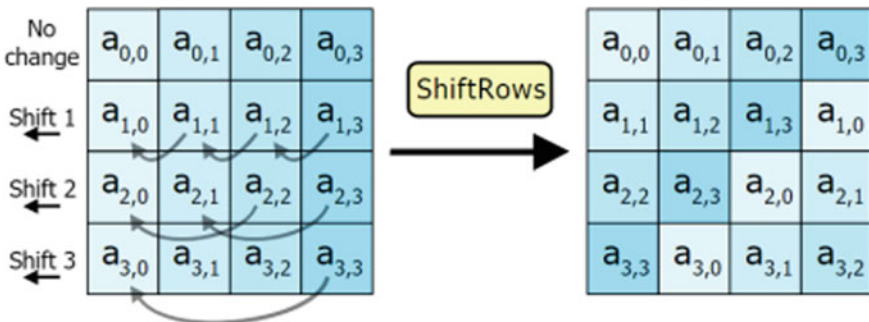 No change a0,0 a0,1 a0,2 a0,3 a0,0 a0,1 a0,2 a0,3
ShiftRows
Shift 1 a1,0 a1,1 a1,2 a1,3 a1,1 a1,2 a1,3 a1,0
Shift 2 a2,0 a2,1 a2,2 a2,3 a2,2 a2,3 a2,0 a2,1
Shift 3 a3,0 a3,1 a3,2 a3,3 a3,3 a3,0 a3,1 a3,2